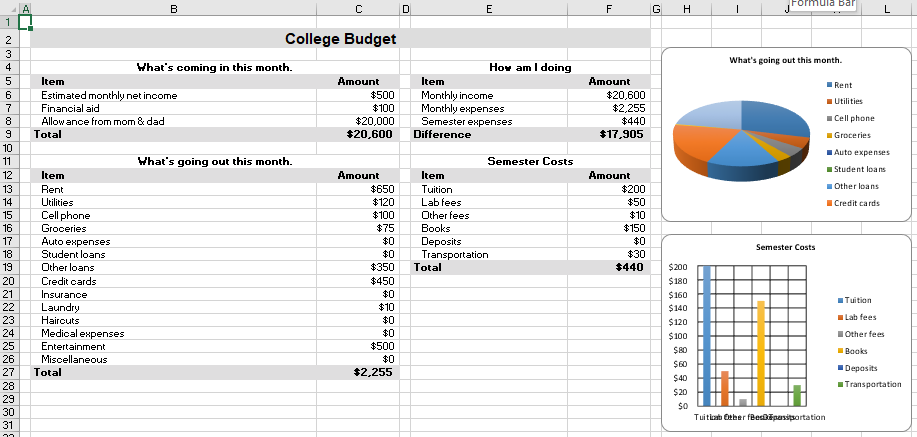 Formula Bar
A B C D E F G H I J L
1
2 College Budget
3
4 What's coming in this month. How am I doing
5 Item Amount Item Amount
6 Estimated monthly net income $500 Monthly income $20,600
7 Financial aid $100 Monthly expenses $2,255
8 Allowance from mom & dad $20,000 Semester expenses $440
9 Total $20,600 Difference $17,905
10
11 What's going out this month. Semester Costs
12 Item Amount Item Amount
13 Rent $650 Tuition $200
14 Utilities $120 Lab fees $50
15 Cell phone $100 Other fees $10
16 Groceries $75 Books $150
17 Auto expenses $0 Deposits $0
18 Student loans $0 Transportation $30
19 Other loans $350 Total $440
20 Credit cards $450
21 Insurance $0
22 Laundry $10
23 Haircuts $0
24 Medical expenses $0
25 Entertainment $500
26 Miscellaneous $0
27 Total $2,255
28
29
30
31
What's going out this month.
Rent
Utilities
Cell phone
Groceries
Auto expenses
Student loans
Other loans
Credit cards
Semester Costs
$200
$180
$160
$140
$120
$100
$80
$60
$40
$20
$0
Tuition
Lab fees
Other fees
Books
Deposits
Transportation